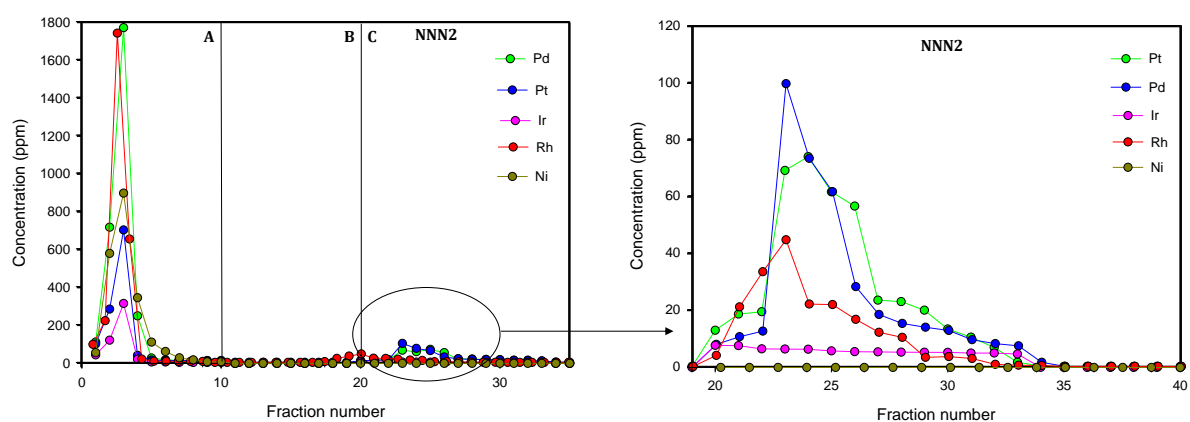 1800
1600
1400
1200
1000
800
600
400
200
0
Concentration (ppm)
A
B
C
NNN2
Pd
Pt
Ir
Rh
Ni
0
10
20
30
Fraction number
120
100
80
60
40
20
0
Concentration (ppm)
NNN2
Pt
Pd
Ir
Rh
Ni
20
25
30
35
40
Fraction number